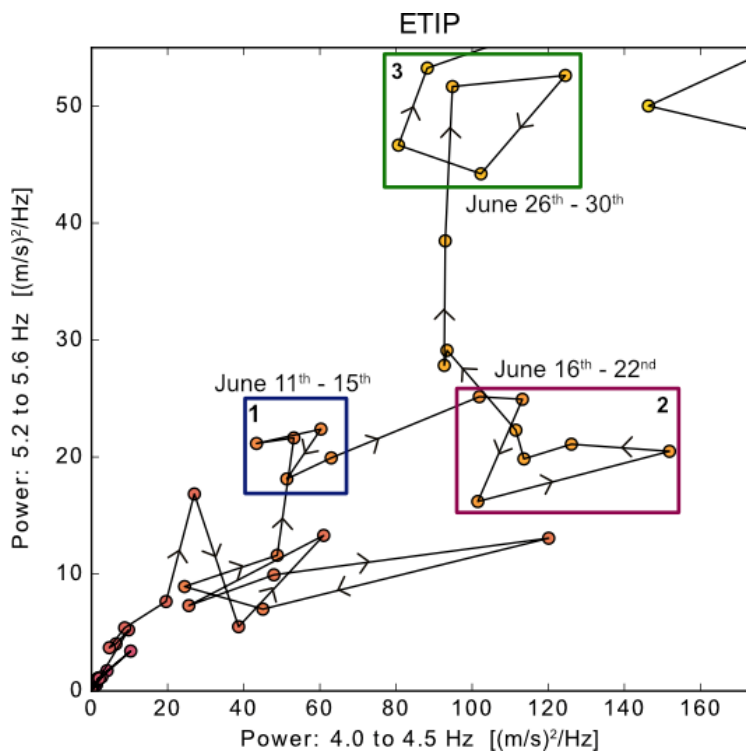 ETIP
50
40
30
20
10
0
Power: 5.2 to 5.6 Hz [(m/s)²/Hz]
3
June 26th - 30th
June 16th - 22nd
June 11th - 15th
1
2
0 20 40 60 80 100 120 140 160
Power: 4.0 to 4.5 Hz [(m/s)²/Hz]